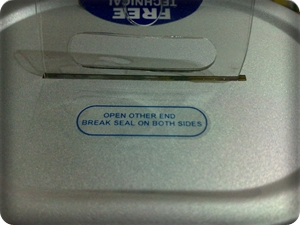 FREE
TECHNICAL
OPEN OTHER END
BREAK SEAL ON BOTH SIDES